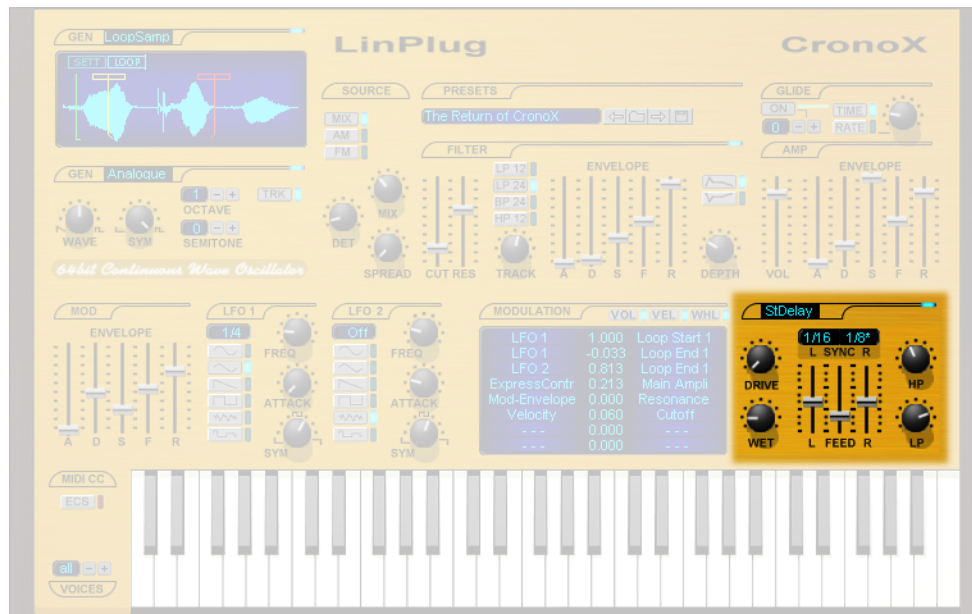 GEN LoopSamp
SETT LOOP
LinPlug
CronoX
SOURCE
MIX
AM
FM
PRESETS
The Return of CronoX
GLIDE
ON
0 - +
TIME
RATE
GEN Analoque
WAVE
SYM
1 - +
OCTAVE
0 - +
SEMITONE
TRK
64bit Continuous Wave Oscillator
DET
MIX
SPREAD
FILTER
CUT RES
LP 12
LP 24
BP 24
HP 12
TRACK
ENVELOPE
A D S F R
DEPTH
AMP
ENVELOPE
VOL A D S F R
MOD
ENVELOPE
A D S F R
LFO 1
1/4
FREQ
ATTACK
SYM
LFO 2
Off
FREQ
ATTACK
SYM
MODULATION VOL VEL WHL
LFO 1 1.000 Loop Start 1
LFO 1 -0.033 Loop End 1
LFO 2 0.813 Loop End 1
ExpressContr 0.213 Main Ampli
Mod-Envelope 0.000 Resonance
Velocity 0.060 Cutoff
- - - 0.000 - - -
- - - 0.000 - - -
StDelay
1/16 1/8*
L SYNC R
DRIVE
HP
WET
L FEED R
LP
MIDI CC
ECS
all - +
VOICES